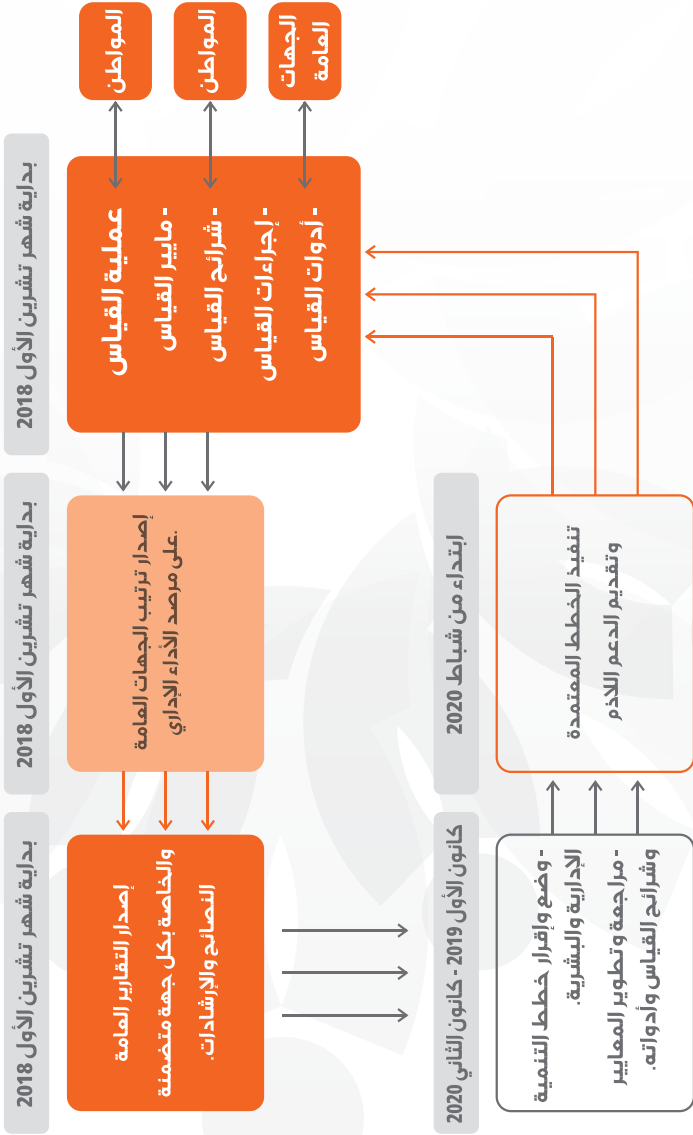 المواطن
المواطن
الجهات
العامة
بداية شهر تشرين الأول 2018
عملية القياس
- مايير القياس
- شرائح القياس
- إجراءات القياس
- أدوات القياس
بداية شهر تشرين الأول 2018
إصدار ترتيب الجهات العامة
.على مرصد الأداء الإداري
بداية شهر تشرين الأول 2018
إصدار التقارير العامة
والخاصة بكل جهة متضمنة
النصائح والإرشادات.
كانون الأول 2019 - كانون الثاني 2020
- وضع وإقرار خطط التنمية
الإدارية والبشرية.
- مراجعة وتطوير المعايير
وشرائح القياس وأدواته.
ابتداء من شباط 2020
تنفيذ الخطط المعتمدة
وتقديم الدعم اللاذم